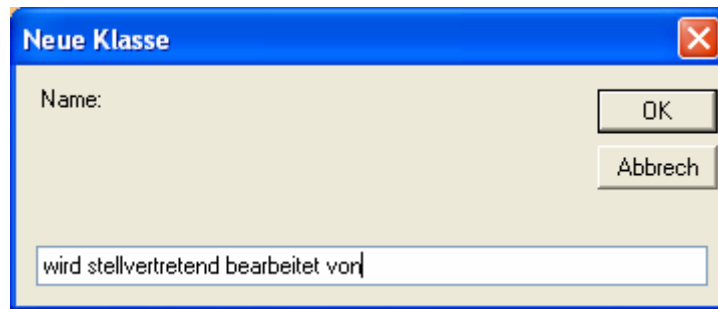 Neue Klasse
Name:
OK
Abbrech
wird stellvertretend bearbeitet von